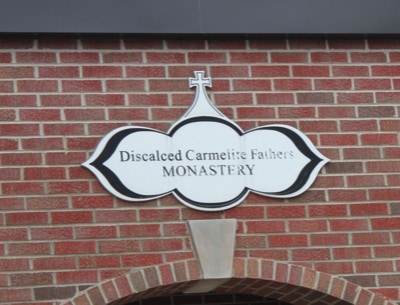 Discalced Carmelite Fathers
MONASTERY